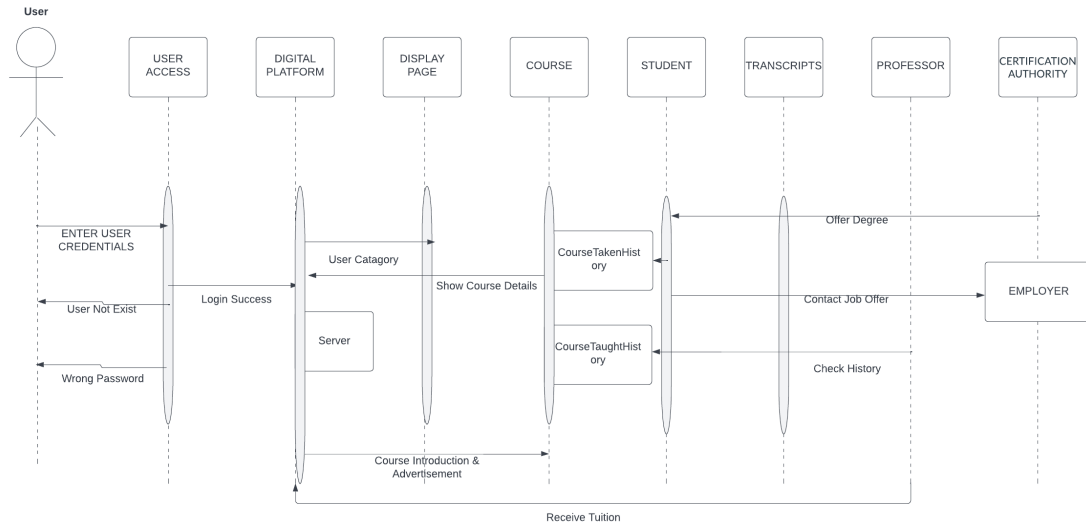 User
USER
ACCESS
DIGITAL
PLATFORM
DISPLAY
PAGE
COURSE
STUDENT
TRANSCRIPTS
PROFESSOR
CERTIFICATION
AUTHORITY
Offer Degree
ENTER USER
CREDENTIALS
User Catagory
CourseTakenHist
ory
Show Course Details
Login Success
Contact Job Offer
EMPLOYER
User Not Exist
Server
CourseTaughtHist
ory
Check History
Wrong Password
Course Introduction &
Advertisement
Receive Tuition